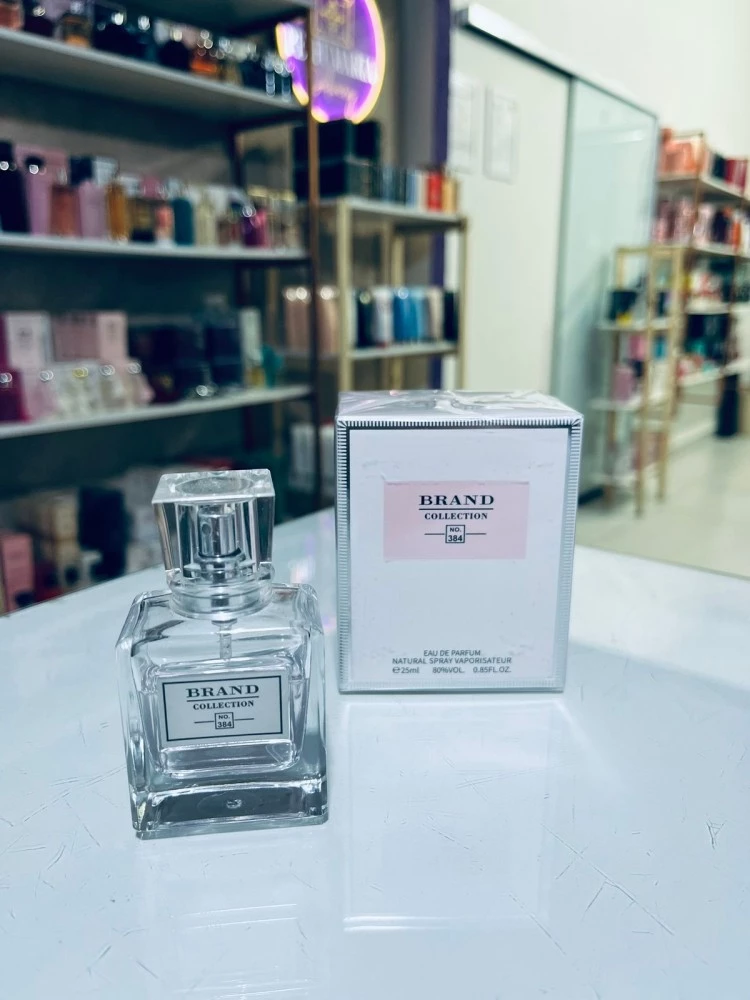 BRAND
COLLECTION
NO.
384
EAU DE PARFUM
NATURAL SPRAY VAPORISATEUR
℮25ml 80%VOL. 0.85FL.OZ.
BRAND
COLLECTION
NO.
384